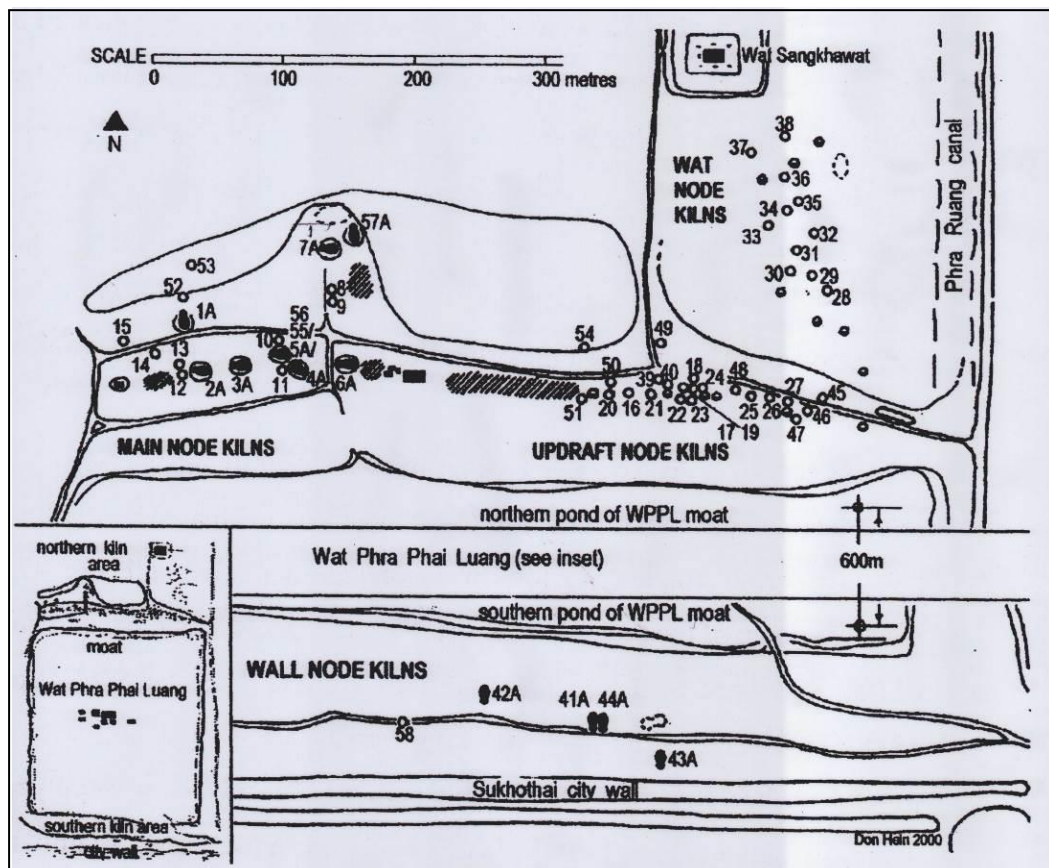 SCALE
0 100 200 300 metres
N
Wat Sangkhawat
WAT
NODE
KILNS
Phra Ruang canal
38
37
36
35
34
33
32
31
30
29
28
57A
7A
53
52
1A
8
9
56
55/
5A/
10
15
14
13
12
2A
3A
11
4A
6A
54
49
50
39
40
18
24
48
27
45
51
20
16
21
22
23
17
19
25
26
46
47
MAIN NODE KILNS
UPDRAFT NODE KILNS
northern pond of WPPL moat
600m
Wat Phra Phai Luang (see inset)
southern pond of WPPL moat
WALL NODE KILNS
42A
41A
44A
58
43A
Sukhothai city wall
Don Hein 2000
northern kiln
area
moat
Wat Phra Phai Luang
southern kiln area
city wall